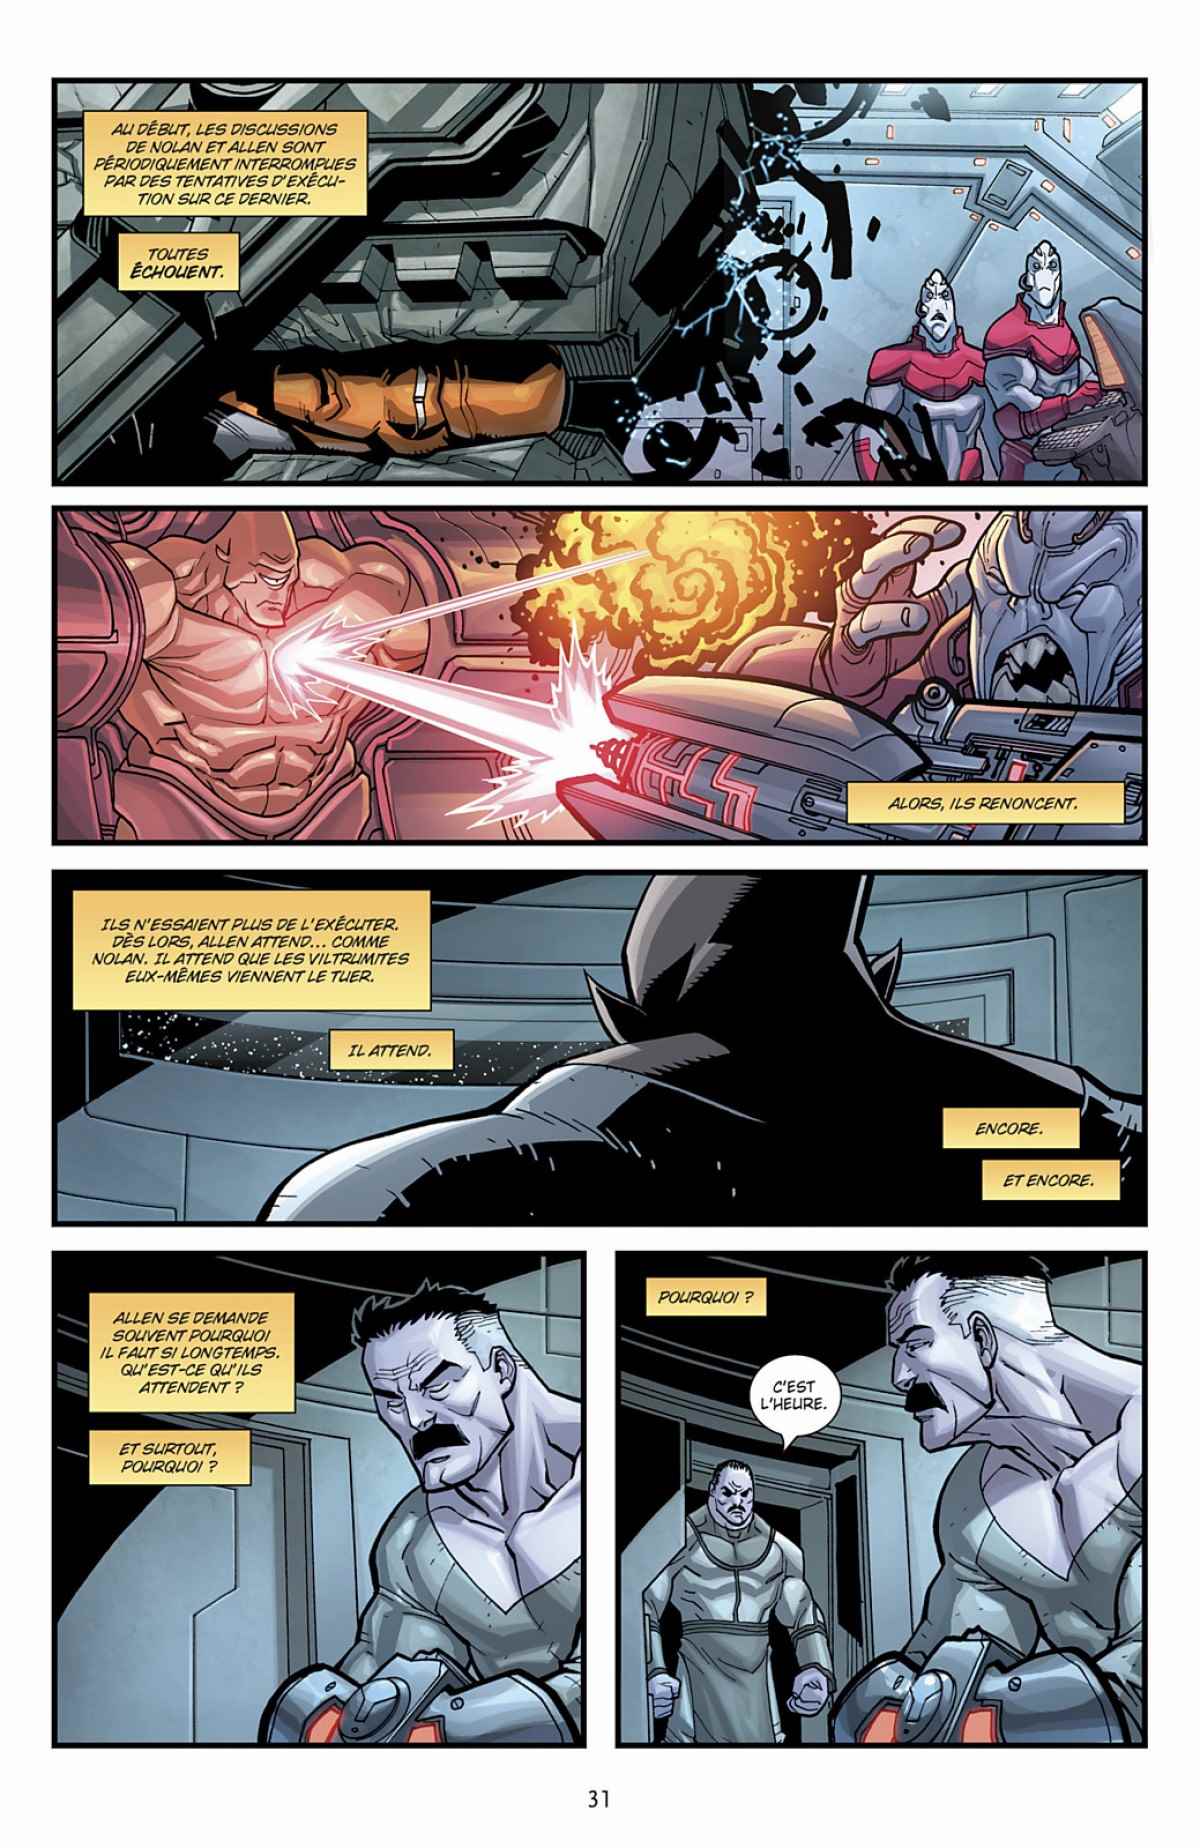 AU DÉBUT, LES DISCUSSIONS
DE NOLAN ET ALLEN SONT
PÉRIODIQUEMENT INTERROMPUES
PAR DES TENTATIVES D'EXÉCU-
TION SUR CE DERNIER.
TOUTES
ÉCHOUENT.
ALORS, ILS RENONCENT.
ILS N'ESSAIENT PLUS DE L'EXÉCUTER.
DÈS LORS, ALLEN ATTEND... COMME
NOLAN. IL ATTEND QUE LES VILTRUMITES
EUX-MÊMES VIENNENT LE TUER.
IL ATTEND.
ENCORE.
ET ENCORE.
ALLEN SE DEMANDE
SOUVENT POURQUOI
IL FAUT SI LONGTEMPS.
QU'EST-CE QU'ILS
ATTENDENT ?
ET SURTOUT,
POURQUOI ?
POURQUOI ?
C'EST
L'HEURE.
31